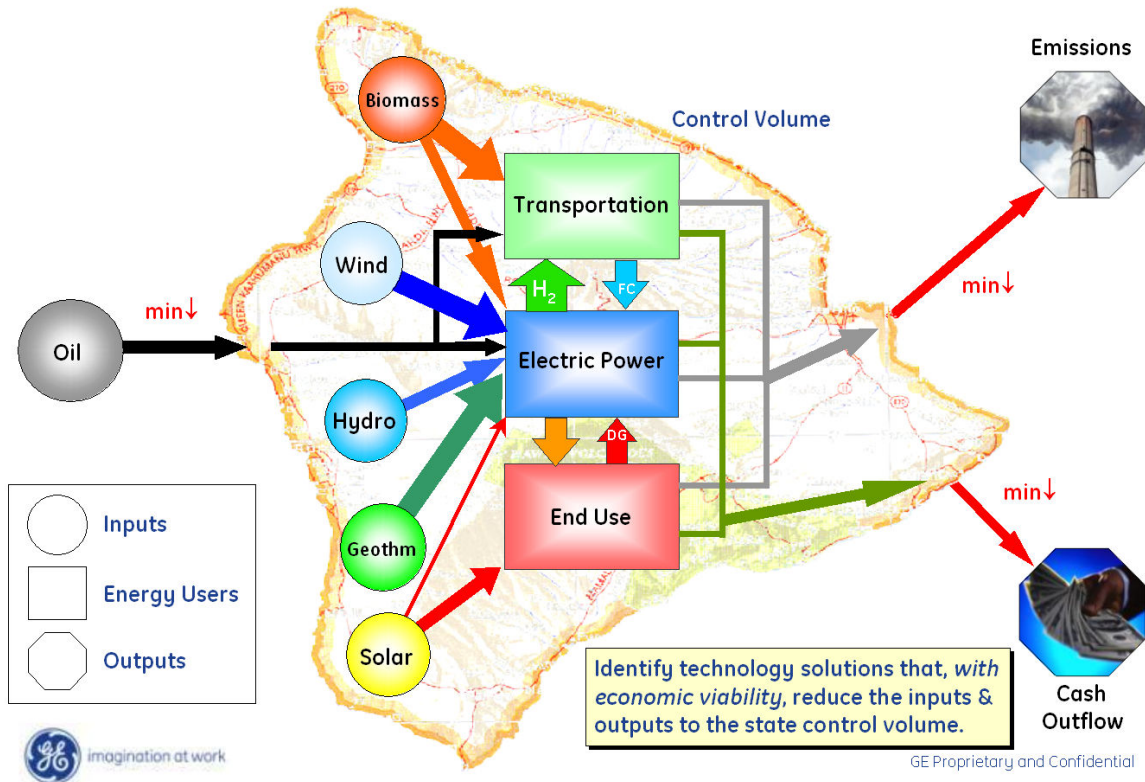 Emissions
Biomass
Control Volume
Transportation
Wind
min↓
H2
FC
min↓
Oil
Electric Power
Hydro
DG
min↓
End Use
Inputs
Geothm
Energy Users
Solar
Outputs
Identify technology solutions that, with
economic viability, reduce the inputs &
outputs to the state control volume.
Cash
Outflow
GE imagination at work
GE Proprietary and Confidential